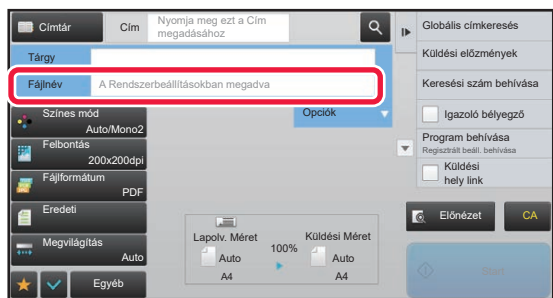 Címtár
Cím
Nyomja meg ezt a Cím
megadásához
Tárgy
Fájlnév
A Rendszerbeállításokban megadva
Színes mód
Auto/Mono2
Opciók
Felbontás
200x200dpi
Fájlformátum
PDF
Eredeti
Megvilágítás
Auto
Egyéb
Lapolv. Méret
Auto
A4
100%
Küldési Méret
Auto
A4
Globális címkeresés
Küldési előzmények
Keresési szám behívása
Igazoló bélyegző
Program behívása
Regisztrált beáll. behívása
Küldési
hely link
Előnézet
CA
Start